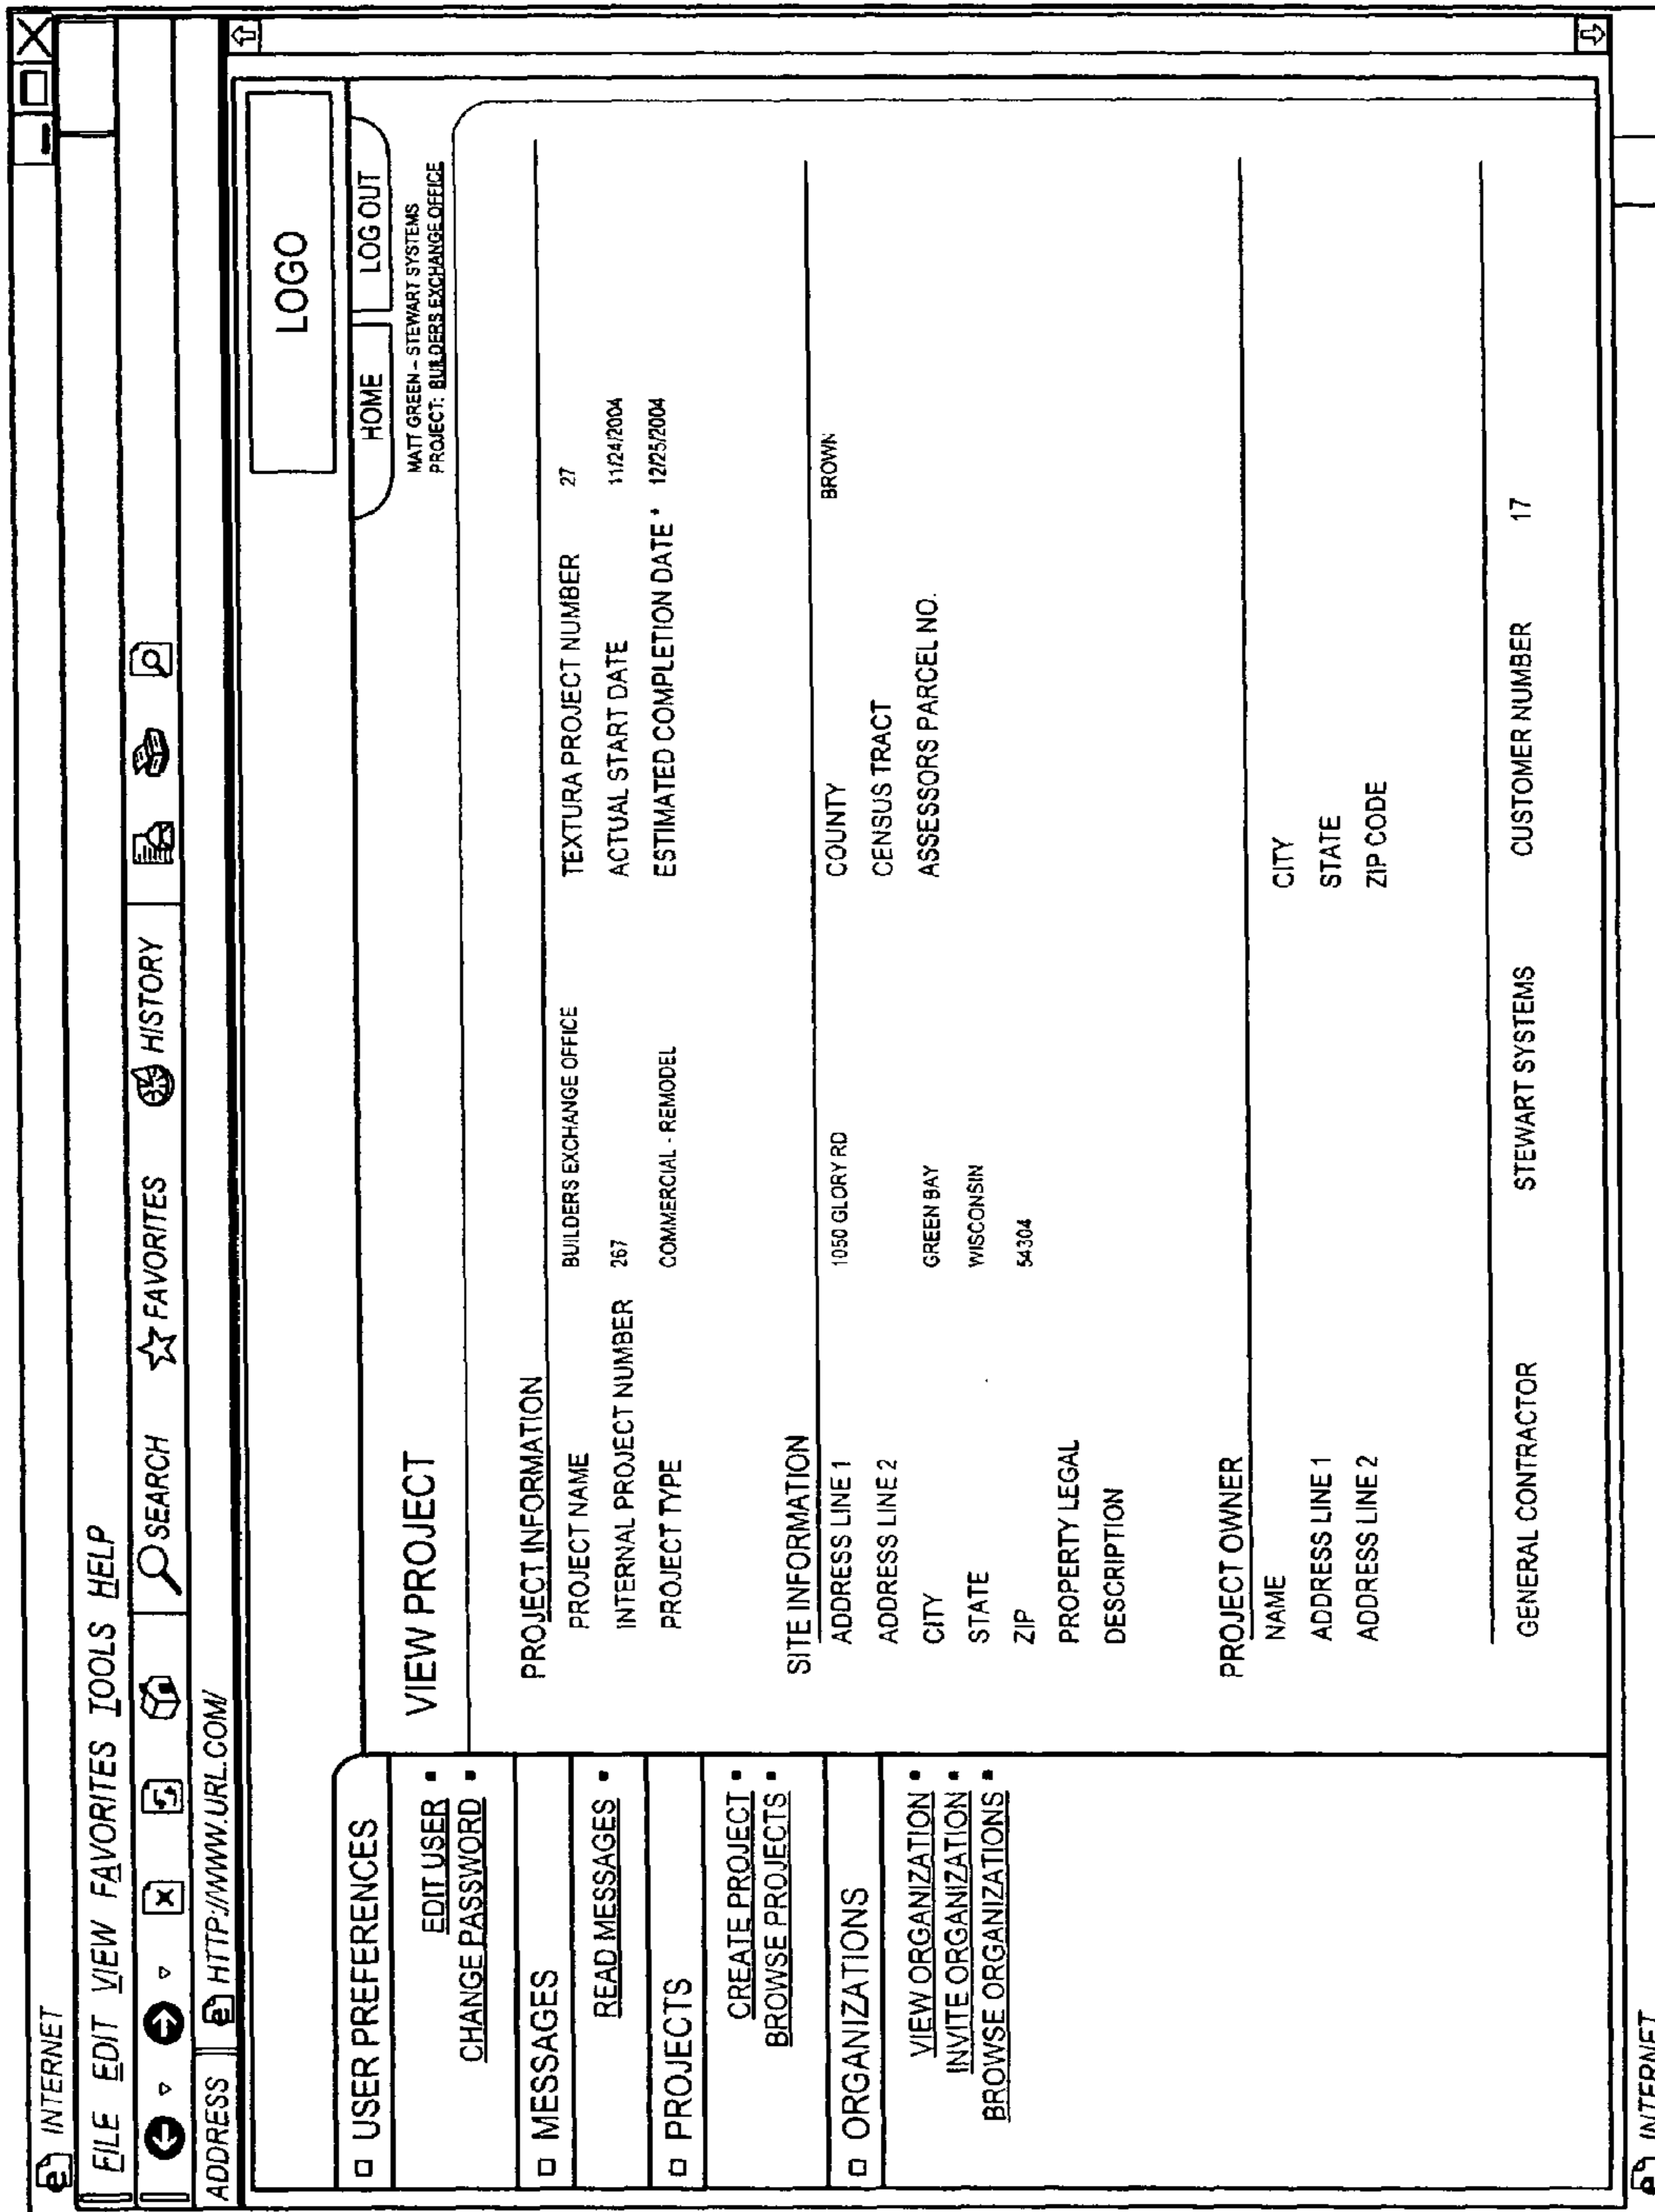 INTERNET
FILE EDIT VIEW FAVORITES TOOLS HELP
SEARCH FAVORITES HISTORY
ADDRESS HTTP://WWW.URL.COM/
LOGO
HOME LOG OUT
MATT GREEN – STEWART SYSTEMS
PROJECT: BUILDERS EXCHANGE OFFICE
USER PREFERENCES
EDIT USER
CHANGE PASSWORD
MESSAGES
READ MESSAGES
PROJECTS
CREATE PROJECT
BROWSE PROJECTS
ORGANIZATIONS
VIEW ORGANIZATION
INVITE ORGANIZATION
BROWSE ORGANIZATIONS
VIEW PROJECT
PROJECT INFORMATION
PROJECT NAME BUILDERS EXCHANGE OFFICE TEXTURA PROJECT NUMBER 27
INTERNAL PROJECT NUMBER 267 ACTUAL START DATE 11/24/2004
PROJECT TYPE COMMERCIAL - REMODEL ESTIMATED COMPLETION DATE * 12/25/2004
SITE INFORMATION
ADDRESS LINE 1 1050 GLORY RD COUNTY BROWN
ADDRESS LINE 2 CENSUS TRACT
CITY GREEN BAY ASSESSORS PARCEL NO.
STATE WISCONSIN
ZIP 54304
PROPERTY LEGAL
DESCRIPTION
PROJECT OWNER
NAME CITY
ADDRESS LINE 1 STATE
ADDRESS LINE 2 ZIP CODE
GENERAL CONTRACTOR STEWART SYSTEMS CUSTOMER NUMBER 17
INTERNET